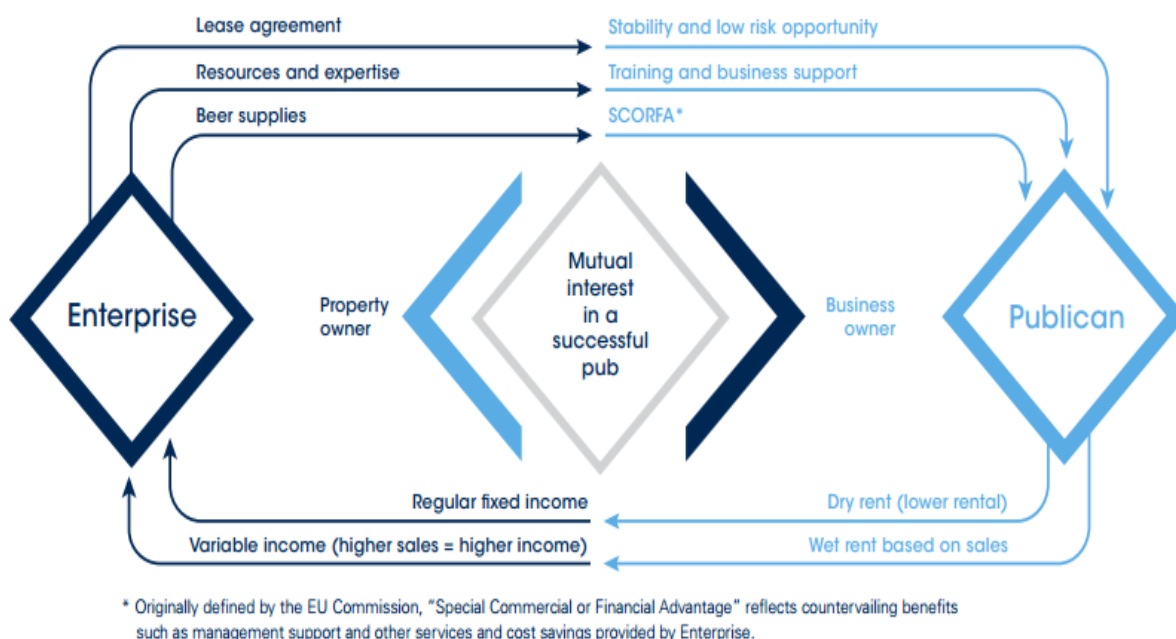 Lease agreement
Stability and low risk opportunity
Resources and expertise
Training and business support
Beer supplies
SCORFA*
Enterprise
Property
owner
Mutual
interest
in a
successful
pub
Business
owner
Publican
Regular fixed income
Dry rent (lower rental)
Variable income (higher sales = higher income)
Wet rent based on sales
* Originally defined by the EU Commission, “Special Commercial or Financial Advantage” reflects countervailing benefits
such as management support and other services and cost savings provided by Enterprise.